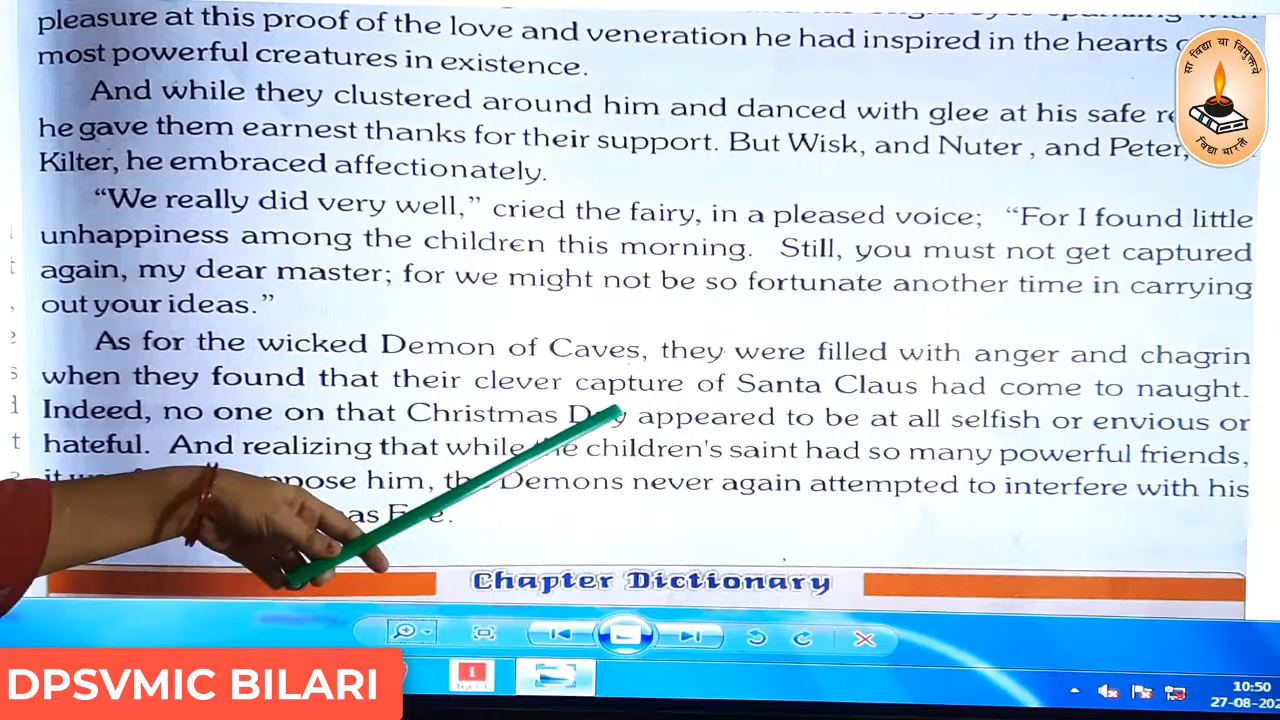 pleasure at this proof of the love and veneration he had inspired in the hearts
most powerful creatures in existence.
And while they clustered around him and danced with glee at his safe
he gave them earnest thanks for their support. But Wisk, and Nuter , and Peter,
Kilter, he embraced affectionately.
“We really did very well,” cried the fairy, in a pleased voice; “For I found little
unhappiness among the children this morning. Still, you must not get captured
again, my dear master; for we might not be so fortunate another time in carrying
out your ideas.”
As for the wicked Demon of Caves, they were filled with anger and chagrin
when they found that their clever capture of Santa Claus had come to naught.
Indeed, no one on that Christmas Day appeared to be at all selfish or envious or
hateful. And realizing that while the children's saint had so many powerful friends,
it him, the Demons never again attempted to interfere with his
Chapter Dictionary
सा विद्या या विमुक्तये
विद्या भारती
DPSVMIC BILARI
10:50